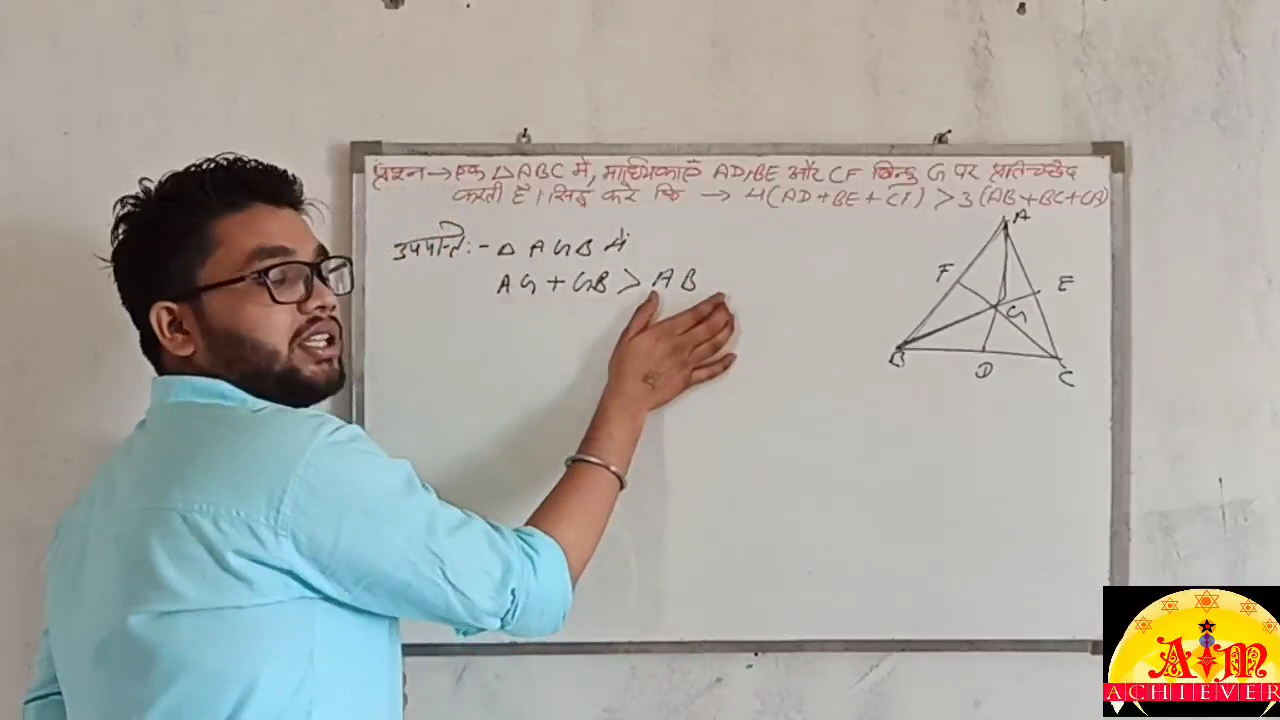 प्रश्न → एक △ABC में, माध्यिकाएँ AD, BE और CF बिन्दु G पर प्रतिच्छेद
करती है। सिद्ध करे कि → 4(AD+BE+CF) > 3(AB+BC+CA)
उपपत्ति:- △ AGB में
AG + GB > AB
A
F
E
G
B
D
C
AIM
ACHIEVER